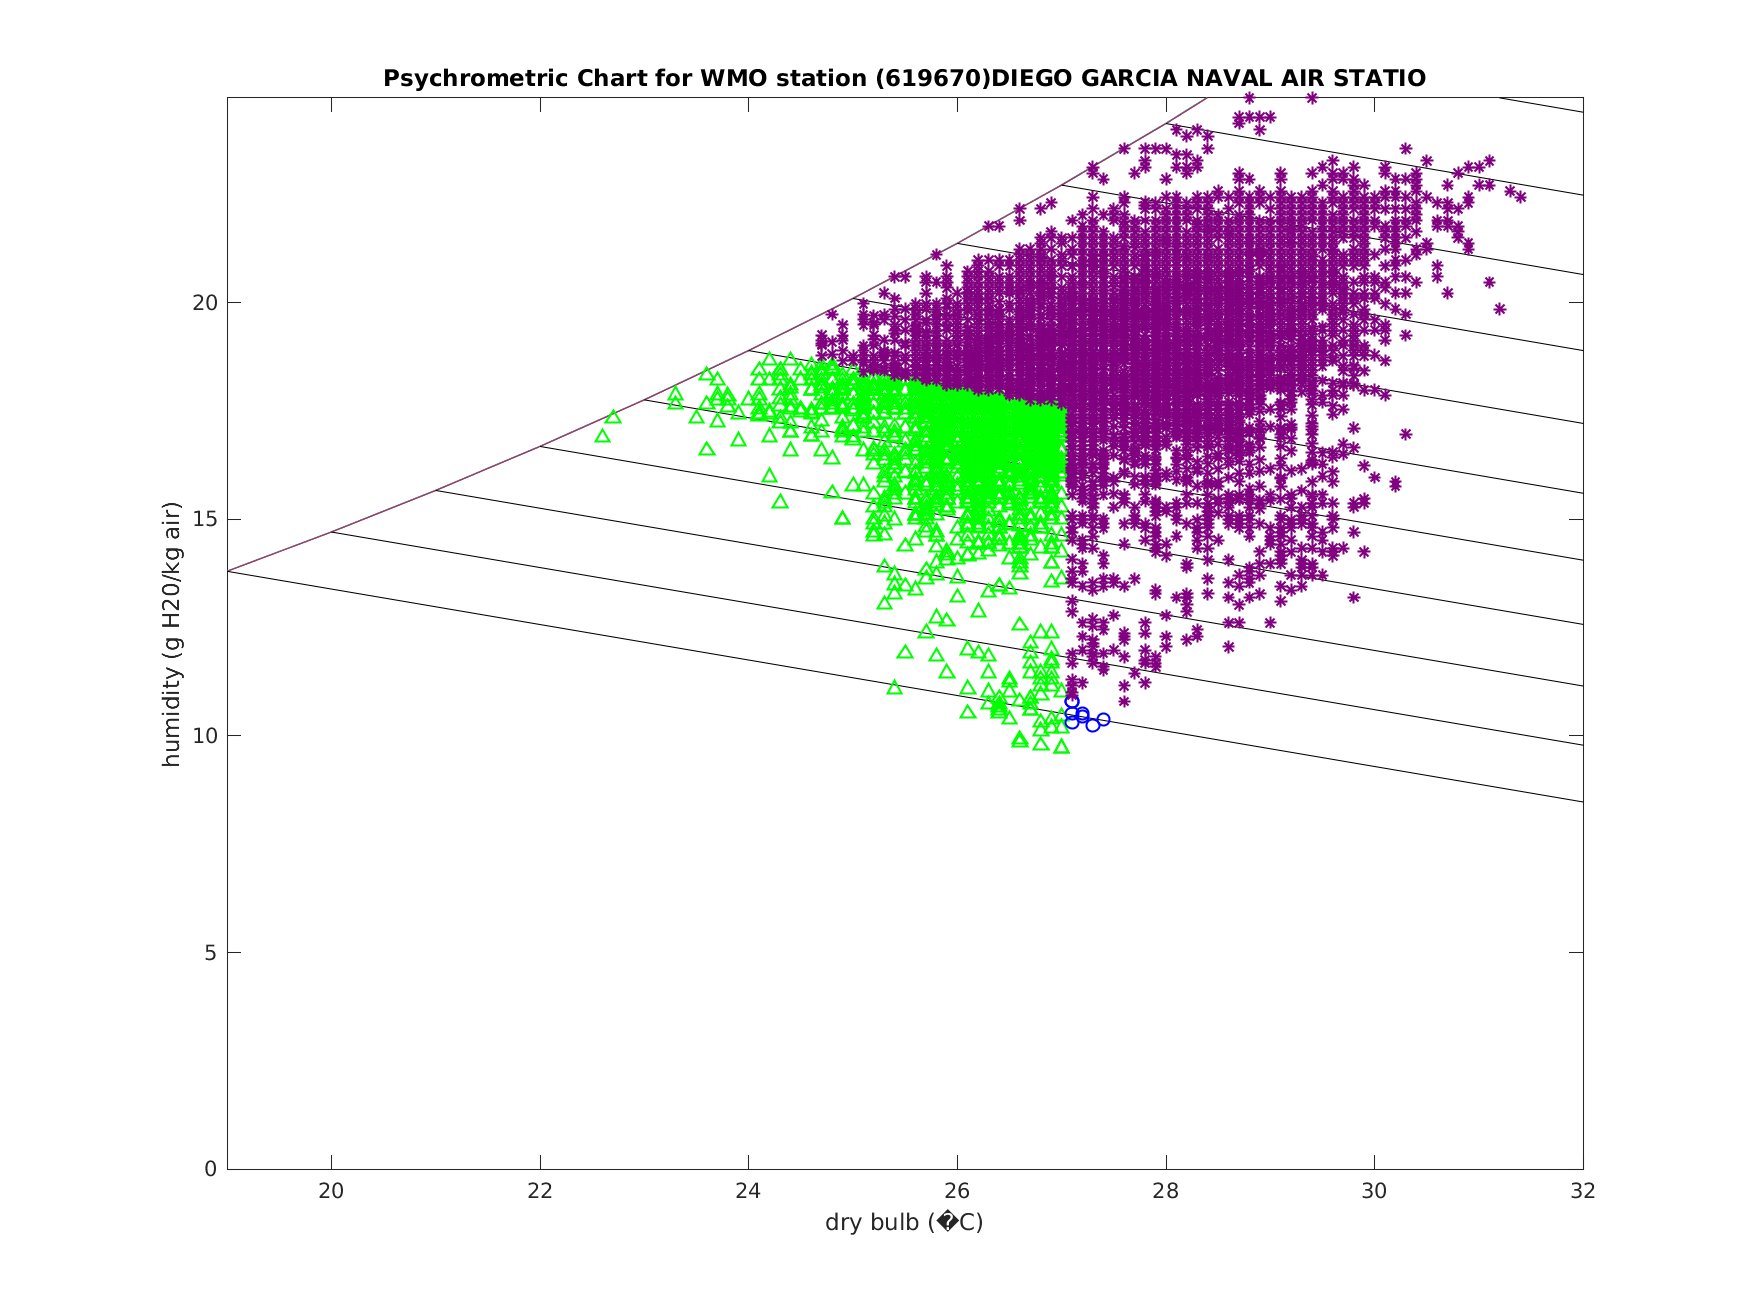 Psychrometric Chart for WMO station (619670)DIEGO GARCIA NAVAL AIR STATIO
humidity (g H20/kg air)
20
15
10
5
0
20 22 24 26 28 30 32
dry bulb (�C)